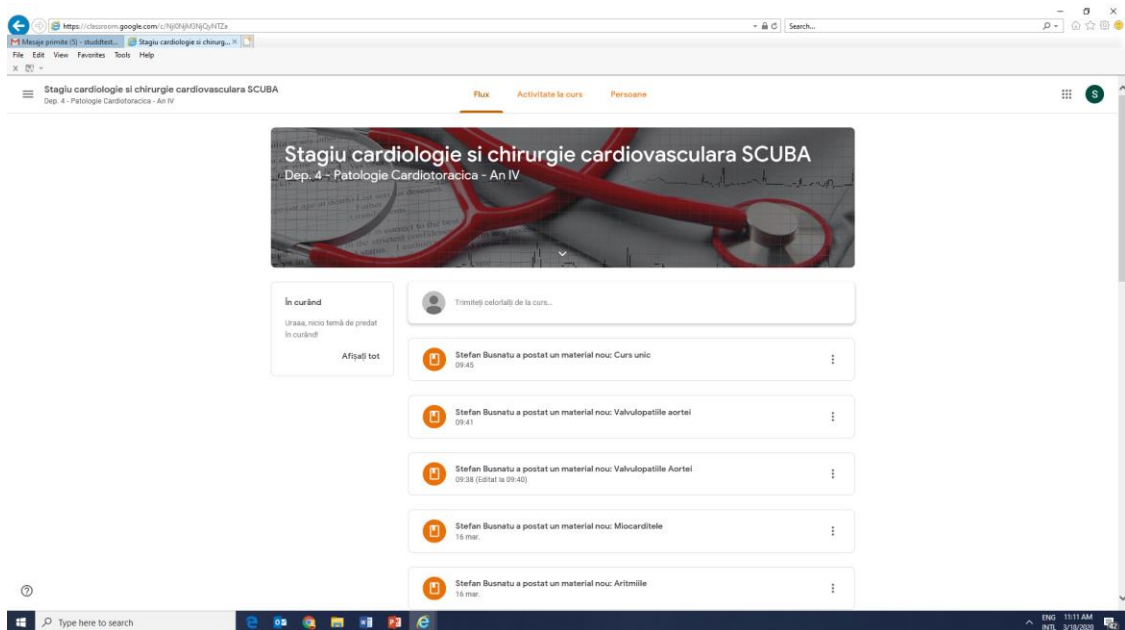 https://classroom.google.com/c/NjI0NjM3NjQyNTZa
Search...
Mesaje primite (5) - studdtest...
Stagiu cardiologie si chirurg...
File Edit View Favorites Tools Help
Stagiu cardiologie si chirurgie cardiovasculara SCUBA
Dep. 4 - Patologie Cardiotoracica - An IV
Flux
Activitate la curs
Persoane
S
Stagiu cardiologie si chirurgie cardiovasculara SCUBA
Dep. 4 - Patologie Cardiotoracica - An IV
În curând
Uraaa, nicio temă de predat
în curând!
Afișați tot
Trimiteți celorlalți de la curs...
Stefan Busnatu a postat un material nou: Curs unic
09:45
Stefan Busnatu a postat un material nou: Valvulopatiile aortei
09:41
Stefan Busnatu a postat un material nou: Valvulopatiile Aortei
09:38 (Editat la 09:40)
Stefan Busnatu a postat un material nou: Miocarditele
16 mar.
Stefan Busnatu a postat un material nou: Aritmiile
16 mar.
Type here to search
ENG
INTL
11:11 AM
3/18/2020